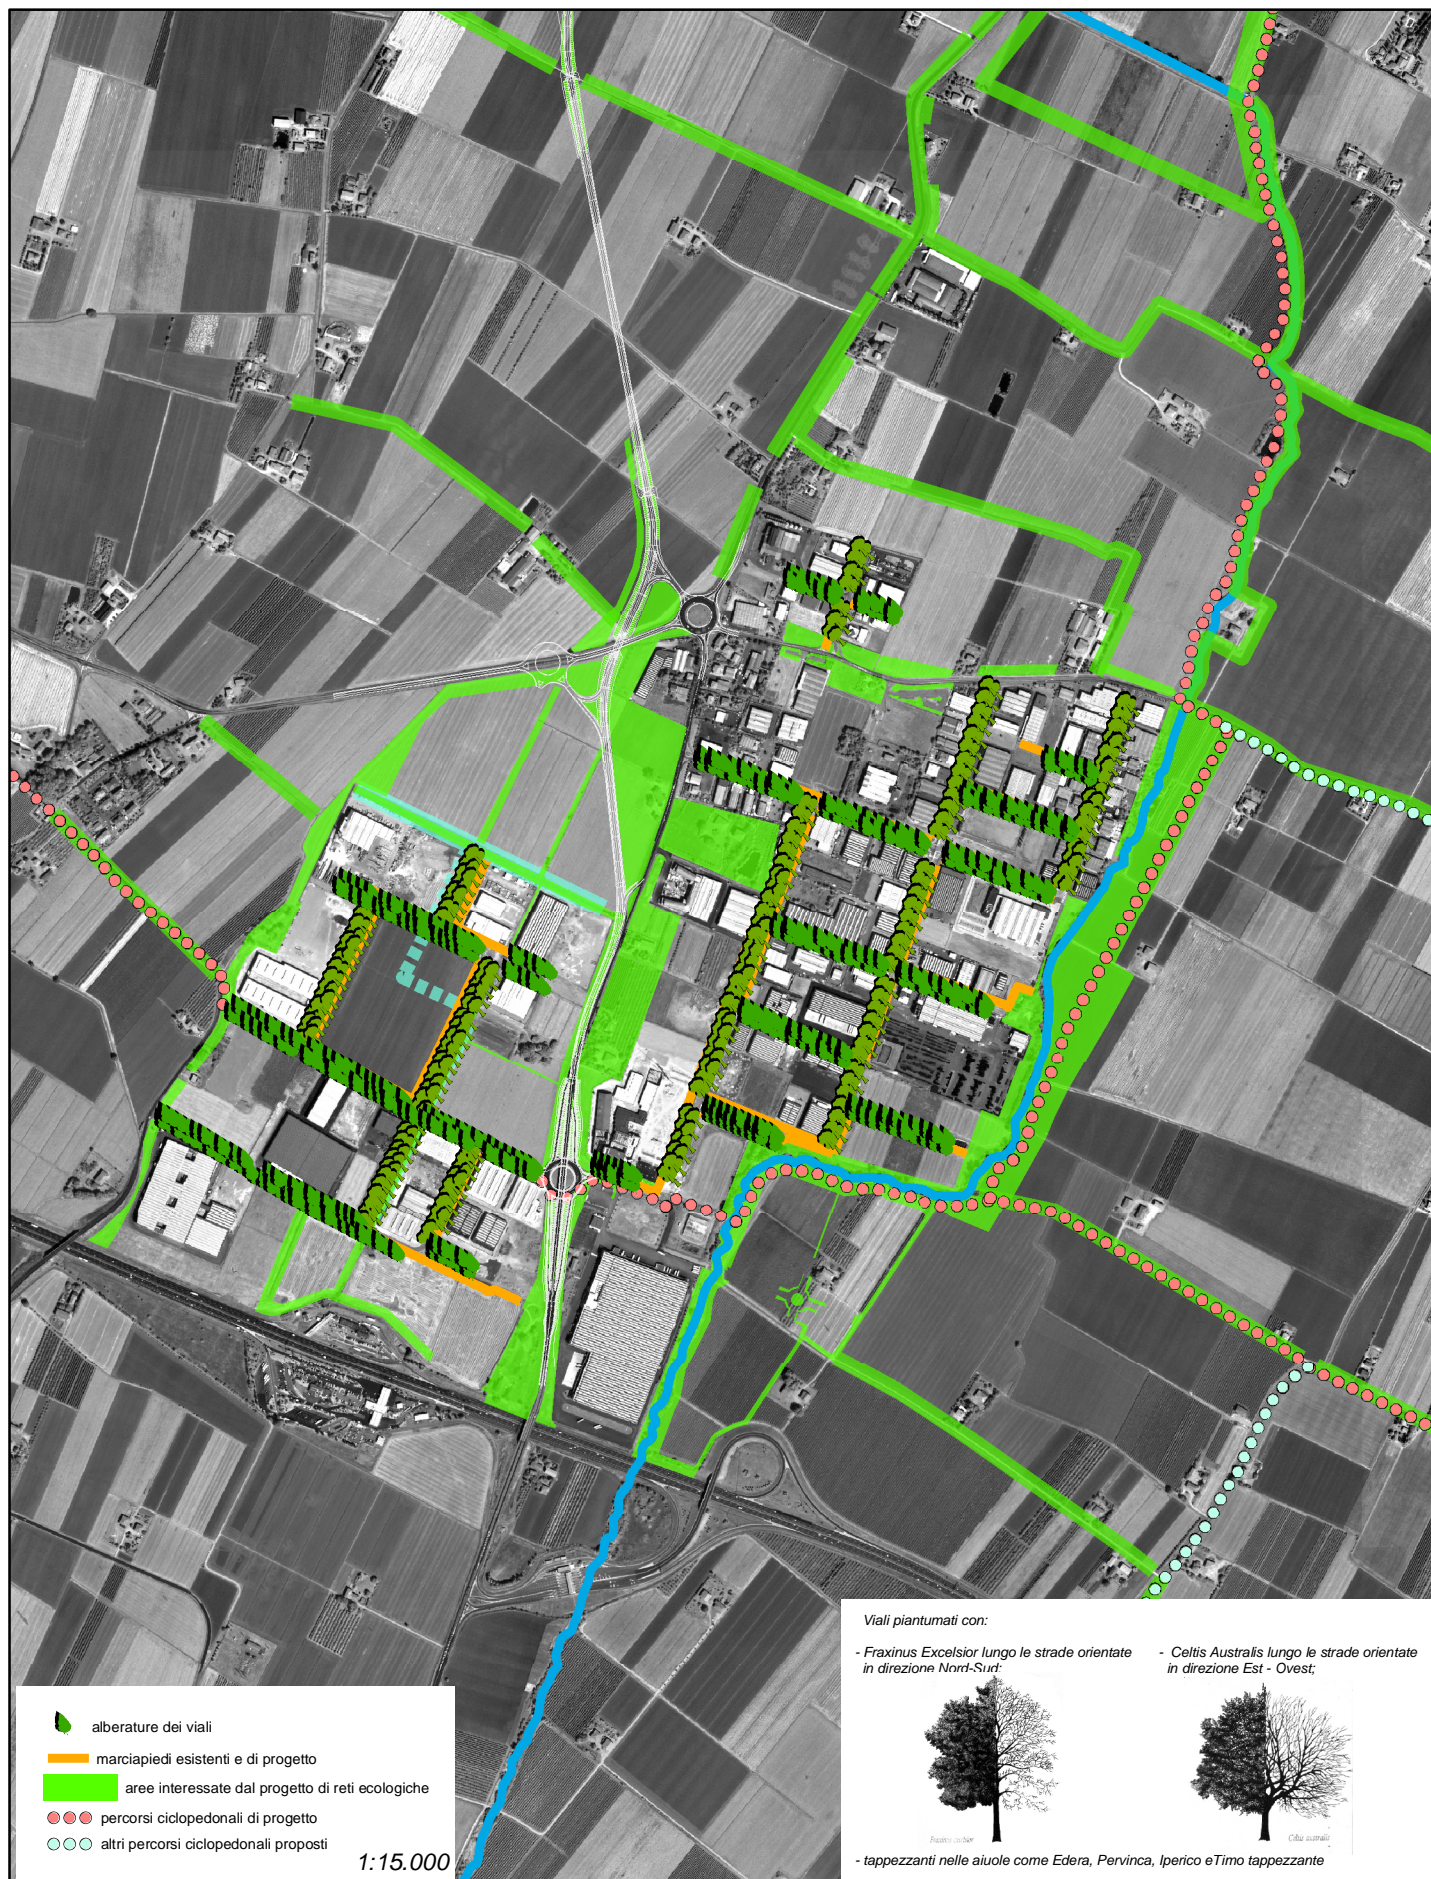 Viali piantumati con:
- Fraxinus Excelsior lungo le strade orientate
in direzione Nord-Sud;
- Celtis Australis lungo le strade orientate
in direzione Est - Ovest;
Celtis australis
- tappezzanti nelle aiuole come Edera, Pervinca, Iperico eTimo tappezzante
alberature dei viali
marciapiedi esistenti e di progetto
aree interessate dal progetto di reti ecologiche
percorsi ciclopedonali di progetto
altri percorsi ciclopedonali proposti
1:15.000